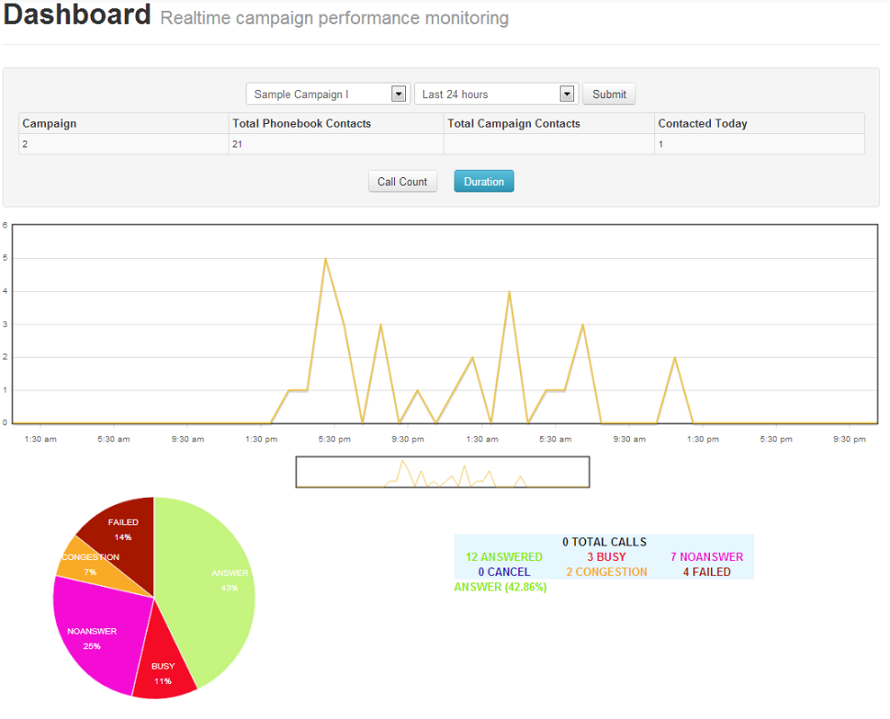 Dashboard Realtime campaign performance monitoring
Sample Campaign I Last 24 hours Submit
Campaign Total Phonebook Contacts Total Campaign Contacts Contacted Today
2 21 1
Call Count Duration
6
5
4
3
2
1
0
1:30 am 5:30 am 9:30 am 1:30 pm 5:30 pm 9:30 pm 1:30 am 5:30 am 9:30 am 1:30 pm 5:30 pm 9:30 pm
FAILED
14%
CONGESTION
7%
ANSWER
43%
NOANSWER
25%
BUSY
11%
0 TOTAL CALLS
12 ANSWERED 3 BUSY 7 NOANSWER
0 CANCEL 2 CONGESTION 4 FAILED
ANSWER (42.86%)